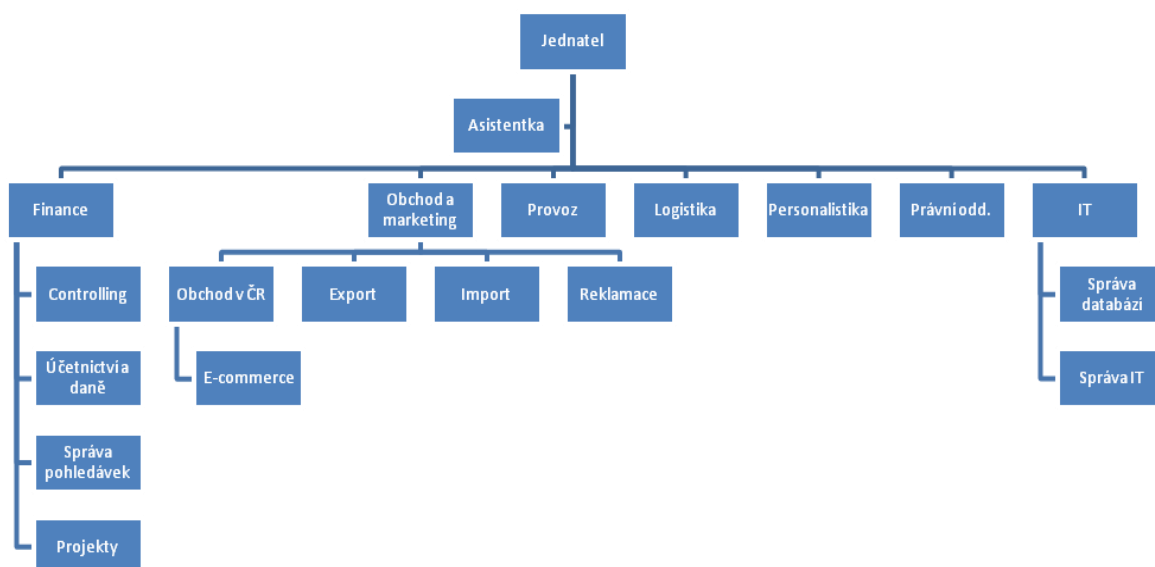 Jednatel
Asistentka
Finance
Obchod a
marketing
Provoz
Logistika
Personalistika
Právní odd.
IT
Controlling
Obchod v ČR
Export
Import
Reklamace
Správa
databází
Účetnictví a
daně
E-commerce
Správa IT
Správa
pohledávek
Projekty